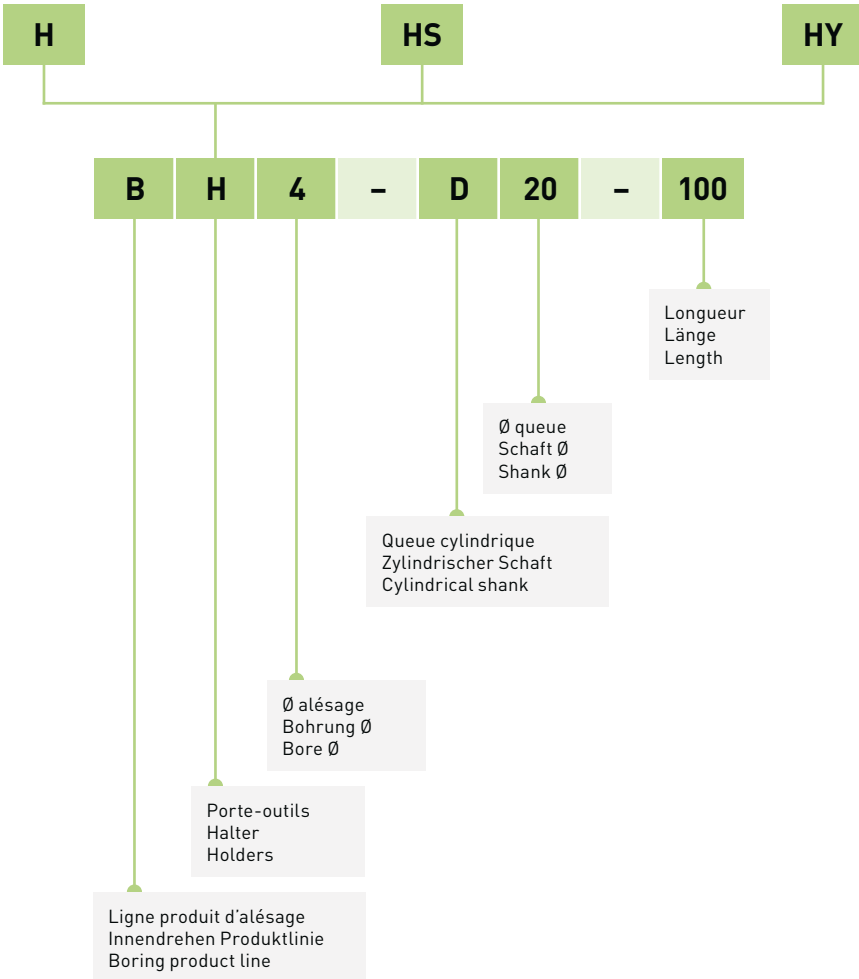 H HS HY
B H 4 – D 20 – 100
Longueur
Länge
Length
Ø queue
Schaft Ø
Shank Ø
Queue cylindrique
Zylindrischer Schaft
Cylindrical shank
Ø alésage
Bohrung Ø
Bore Ø
Porte-outils
Halter
Holders
Ligne produit d'alésage
Innendrehen Produktlinie
Boring product line